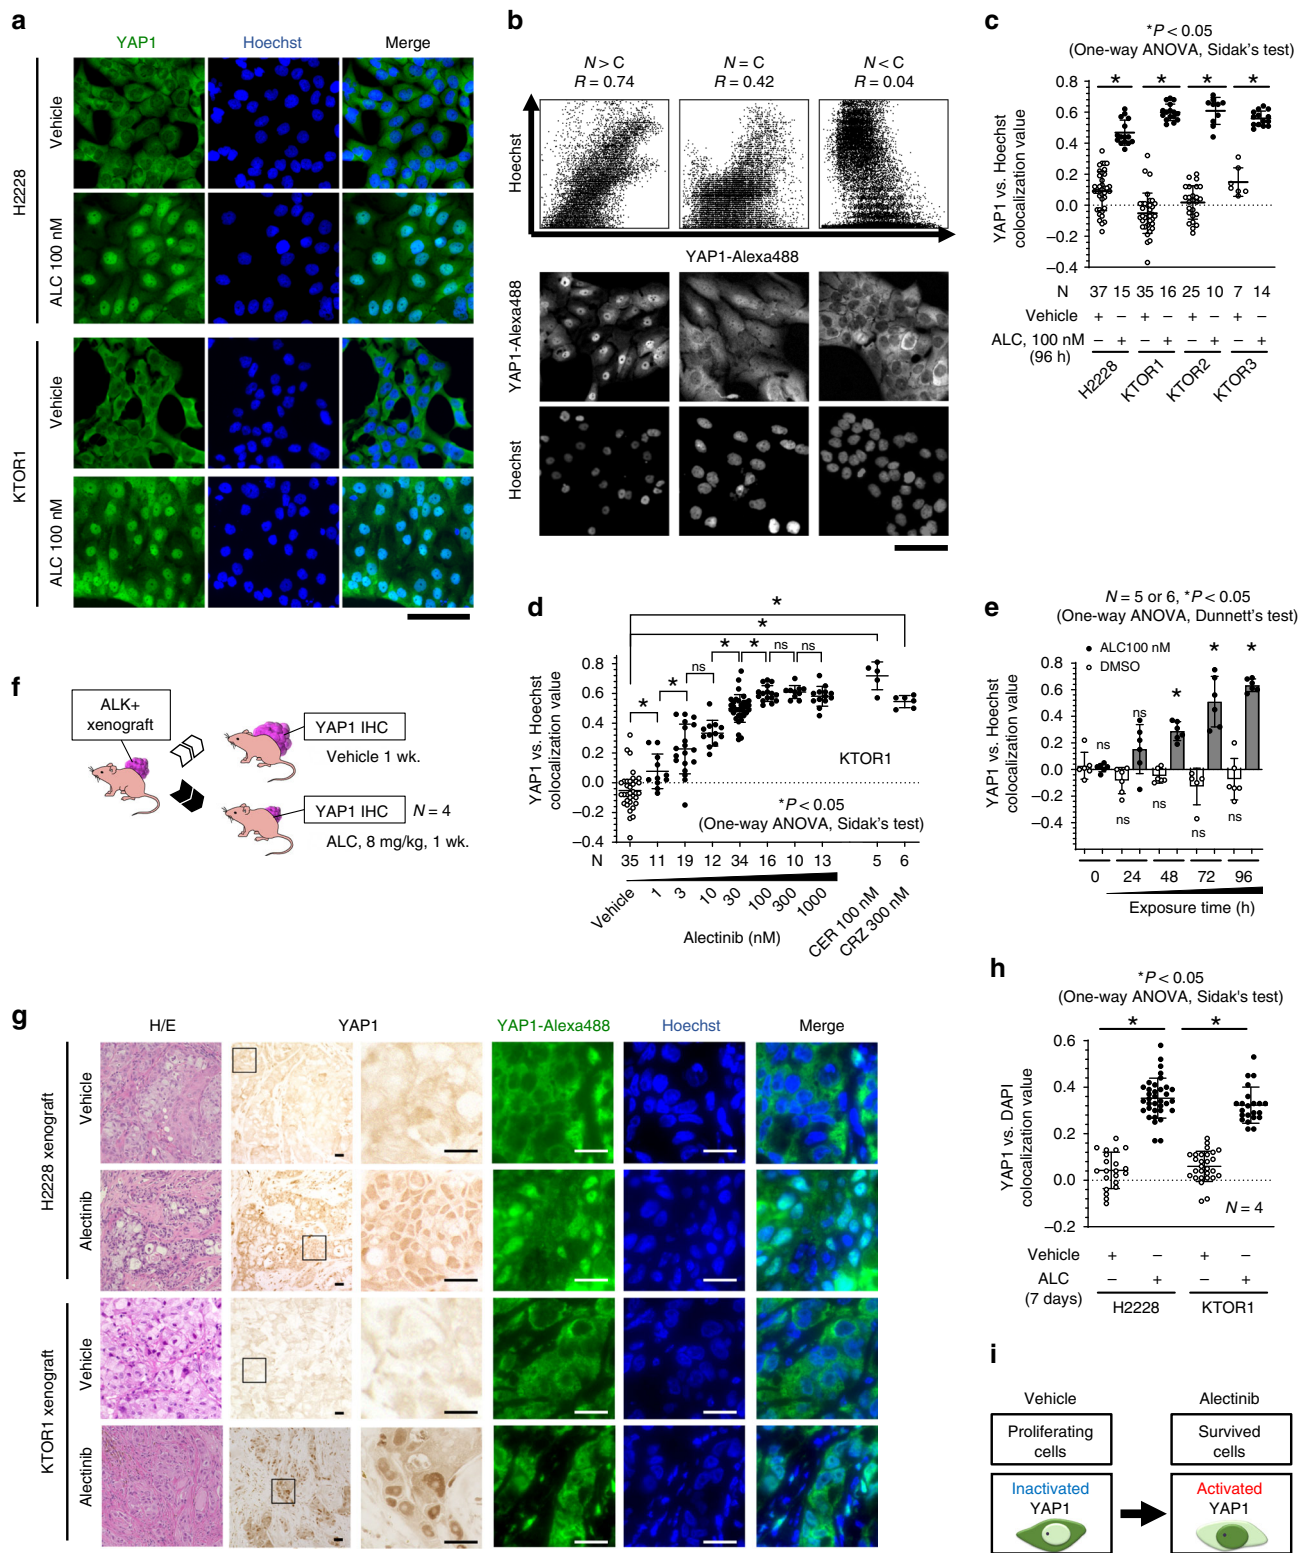 a
YAP1 Hoechst Merge
H2228
Vehicle
ALC 100 nM
KTOR1
Vehicle
ALC 100 nM
b
N > C N = C N < C
R = 0.74 R = 0.42 R = 0.04
Hoechst
YAP1-Alexa488
YAP1-Alexa488
Hoechst
c
*P < 0.05
(One-way ANOVA, Sidak's test)
YAP1 vs. Hoechst
colocalization value
0.8
0.6
0.4
0.2
0.0
−0.2
−0.4
* * * *
N 37 15 35 16 25 10 7 14
Vehicle + − + − + − + −
ALC, 100 nM − + − + − + − +
(96 h)
H2228 KTOR1 KTOR2 KTOR3
d
*
*
* * ns * * ns ns
YAP1 vs. Hoechst
colocalization value
0.8
0.6
0.4
0.2
0.0
−0.2
−0.4
KTOR1
*P < 0.05
(One-way ANOVA, Sidak's test)
N 35 11 19 12 34 16 10 13 5 6
Vehicle 1 3 10 30 100 300 1000 CER 100 nM CRZ 300 nM
Alectinib (nM)
e
N = 5 or 6, *P < 0.05
(One-way ANOVA, Dunnett's test)
ALC100 nM
DMSO
YAP1 vs. Hoechst
colocalization value
0.8
0.6
0.4
0.2
0.0
−0.2
−0.4
ns ns * * *
ns ns ns ns
0 24 48 72 96
Exposure time (h)
f
ALK+
xenograft
YAP1 IHC
Vehicle 1 wk.
YAP1 IHC N = 4
ALC, 8 mg/kg, 1 wk.
g
H/E YAP1 YAP1-Alexa488 Hoechst Merge
H2228 xenograft
Vehicle
Alectinib
KTOR1 xenograft
Vehicle
Alectinib
h
*P < 0.05
(One-way ANOVA, Sidak's test)
YAP1 vs. DAPI
colocalization value
0.6
0.4
0.2
0.0
−0.2
* *
N = 4
Vehicle + − + −
ALC − + − +
(7 days)
H2228 KTOR1
i
Vehicle Alectinib
Proliferating Survived
cells cells
Inactivated Activated
YAP1 YAP1